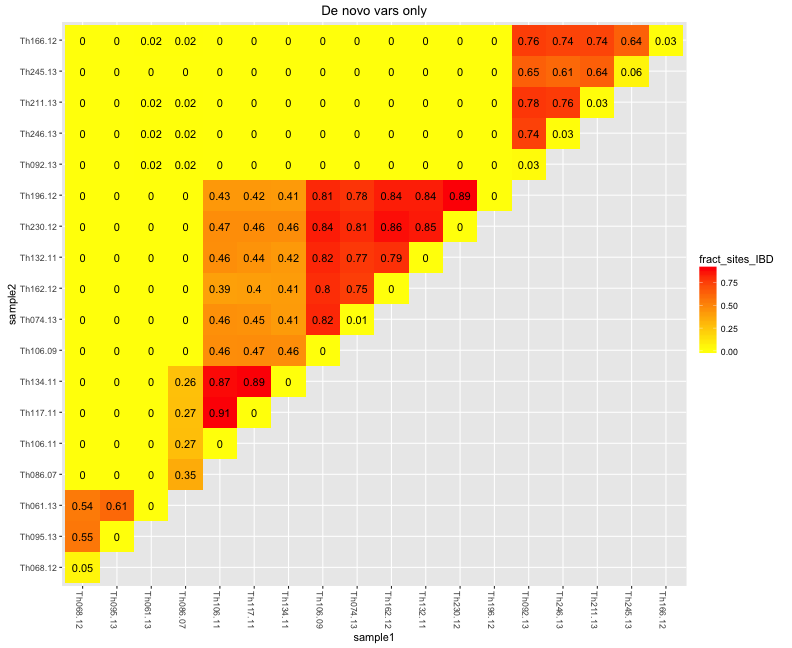 De novo vars only
Th166.12 0 0 0.02 0.02 0 0 0 0 0 0 0 0 0 0.76 0.74 0.74 0.64 0.03
Th245.13 0 0 0 0 0 0 0 0 0 0 0 0 0 0.65 0.61 0.64 0.06
Th211.13 0 0 0.02 0.02 0 0 0 0 0 0 0 0 0 0.78 0.76 0.03
Th246.13 0 0 0.02 0.02 0 0 0 0 0 0 0 0 0 0.74 0.03
Th092.13 0 0 0.02 0.02 0 0 0 0 0 0 0 0 0 0.03
Th196.12 0 0 0 0 0.43 0.42 0.41 0.81 0.78 0.84 0.84 0.89 0
Th230.12 0 0 0 0 0.47 0.46 0.46 0.84 0.81 0.86 0.85 0
Th132.11 0 0 0 0 0.46 0.44 0.42 0.82 0.77 0.79 0
Th162.12 0 0 0 0 0.39 0.4 0.41 0.8 0.75 0
Th074.13 0 0 0 0 0.46 0.45 0.41 0.82 0.01
Th106.09 0 0 0 0 0.46 0.47 0.46 0
Th134.11 0 0 0 0.26 0.87 0.89 0
Th117.11 0 0 0 0.27 0.91 0
Th106.11 0 0 0 0.27 0
Th086.07 0 0 0 0.35
Th061.13 0.54 0.61 0
Th095.13 0.55 0
Th068.12 0.05
sample2
Th068.12 Th095.13 Th061.13 Th086.07 Th106.11 Th117.11 Th134.11 Th106.09 Th074.13 Th162.12 Th132.11 Th230.12 Th196.12 Th092.13 Th246.13 Th211.13 Th245.13 Th166.12
sample1
fract_sites_IBD
0.75
0.50
0.25
0.00